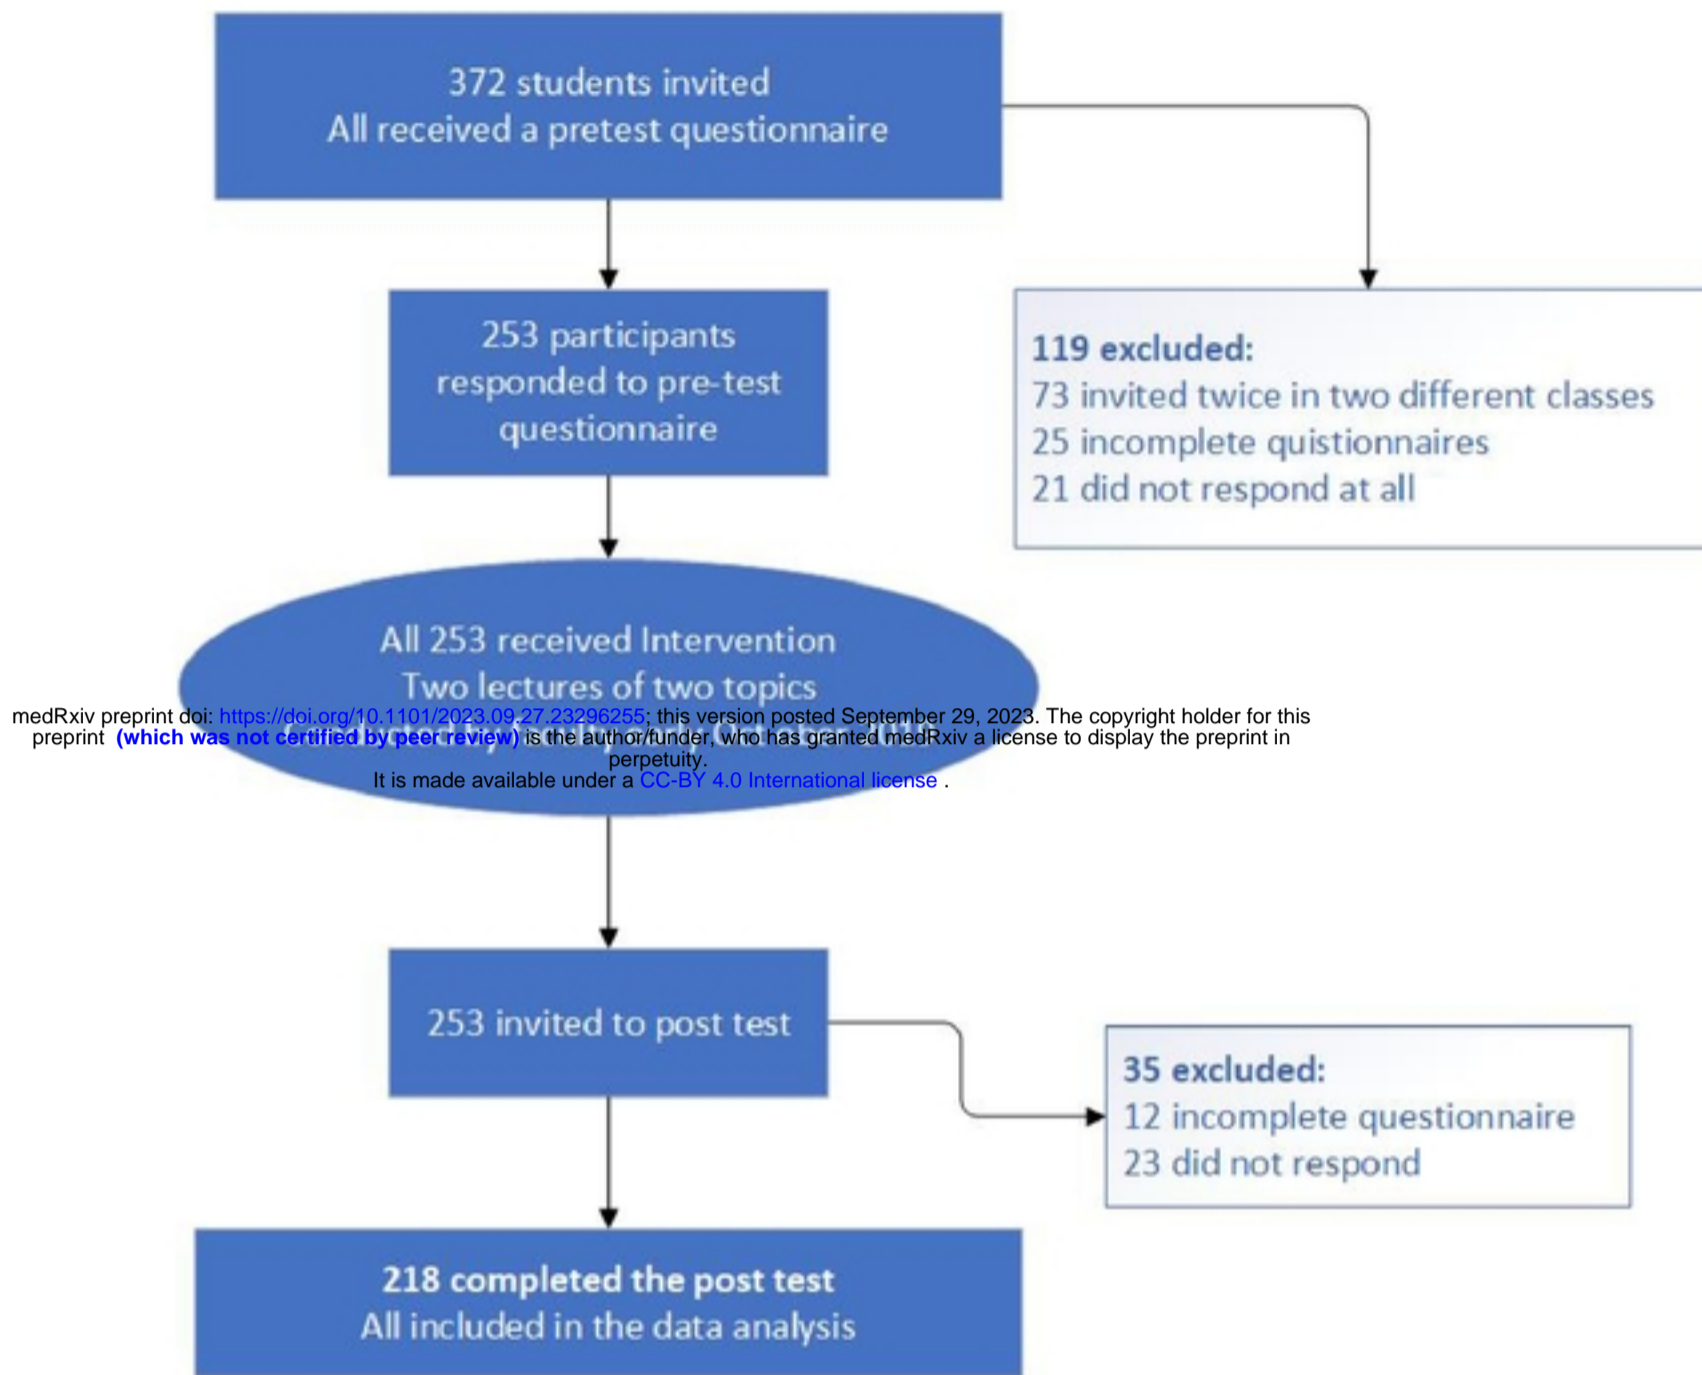 372 students invited
All received a pretest questionnaire
253 participants
responded to pre-test
questionnaire
119 excluded:
73 invited twice in two different classes
25 incomplete quistionnaires
21 did not respond at all
All 253 received Intervention
Two lectures of two topics
medRxiv preprint doi: https://doi.org/10.1101/2023.09.27.23296255; this version posted September 29, 2023. The copyright holder for this
preprint (which was not certified by peer review) is the author/funder, who has granted medRxiv a license to display the preprint in
perpetuity.
It is made available under a CC-BY 4.0 International license .
253 invited to post test
35 excluded:
12 incomplete questionnaire
23 did not respond
218 completed the post test
All included in the data analysis